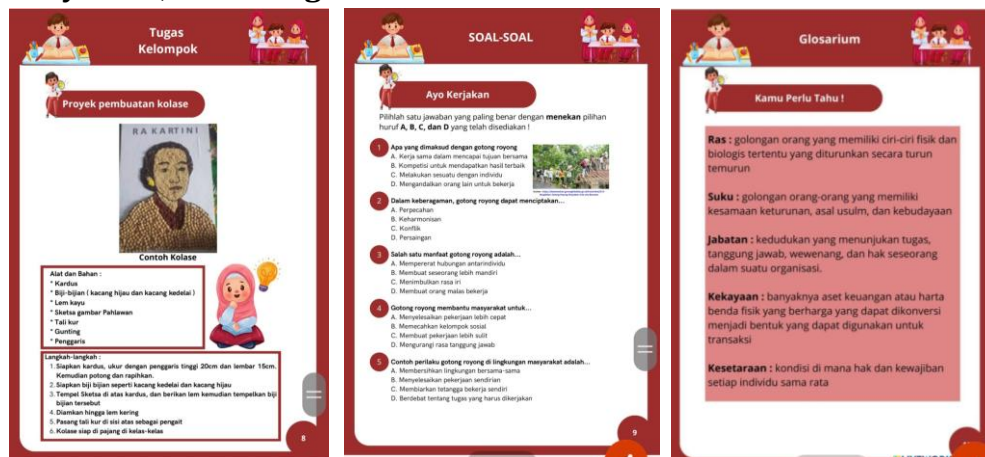 Tugas
Kelompok
Proyek pembuatan kolase
RA KARTINI
Contoh Kolase
Alat dan Bahan :
* Kardus
* Biji-bijian ( kacang hijau dan kacang kedelai )
* Lem kayu
* Sketsa gambar Pahlawan
* Tali kur
* Gunting
* Penggaris
Langkah-langkah :
1. Siapkan kardus, ukur dengan penggaris tinggi 20cm dan lembar 15cm.
Kemudian potong dan rapihkan.
2. Siapkan biji bijian seperti kacang kedelai dan kacang hijau
3. Tempel Sketsa di atas kardus, dan berikan lem kemudian tempelkan biji
bijian tersebut
4. Diamkan hingga lem kering
5. Pasang tali kur di sisi atas sebagai pengait
6. Kolase siap di pajang di kelas-kelas
8
SOAL-SOAL
Ayo Kerjakan
Pilihlah satu jawaban yang paling benar dengan menekan pilihan
huruf A, B, C, dan D yang telah disediakan !
1 Apa yang dimaksud dengan gotong royong
A. Kerja sama dalam mencapai tujuan bersama
B. Kompetisi untuk mendapatkan hasil terbaik
C. Melakukan sesuatu dengan individu
D. Mengandalkan orang lain untuk bekerja
2 Dalam keberagaman, gotong royong dapat menciptakan...
A. Perpecahan
B. Keharmonisan
C. Konflik
D. Persaingan
3 Salah satu manfaat gotong royong adalah...
A. Mempererat hubungan antarindividu
B. Membuat seseorang lebih mandiri
C. Menimbulkan rasa iri
D. Membuat orang malas bekerja
4 Gotong royong membantu masyarakat untuk...
A. Menyelesaikan pekerjaan lebih cepat
B. Memecahkan kelompok sosial
C. Membuat pekerjaan lebih sulit
D. Mengurangi rasa tanggung jawab
5 Contoh perilaku gotong royong di lingkungan masyarakat adalah...
A. Membersihkan lingkungan bersama-sama
B. Menyelesaikan pekerjaan sendirian
C. Membiarkan tetangga bekerja sendiri
D. Berdebat tentang tugas yang harus dikerjakan
9
Glosarium
Kamu Perlu Tahu !
Ras : golongan orang yang memiliki ciri-ciri fisik dan
biologis tertentu yang diturunkan secara turun
temurun
Suku : golongan orang-orang yang memiliki
kesamaan keturunan, asal usulm, dan kebudayaan
Jabatan : kedudukan yang menunjukan tugas,
tanggung jawab, wewenang, dan hak seseorang
dalam suatu organisasi.
Kekayaan : banyaknya aset keuangan atau harta
benda fisik yang berharga yang dapat dikonversi
menjadi bentuk yang dapat digunakan untuk
transaksi
Kesetaraan : kondisi di mana hak dan kewajiban
setiap individu sama rata